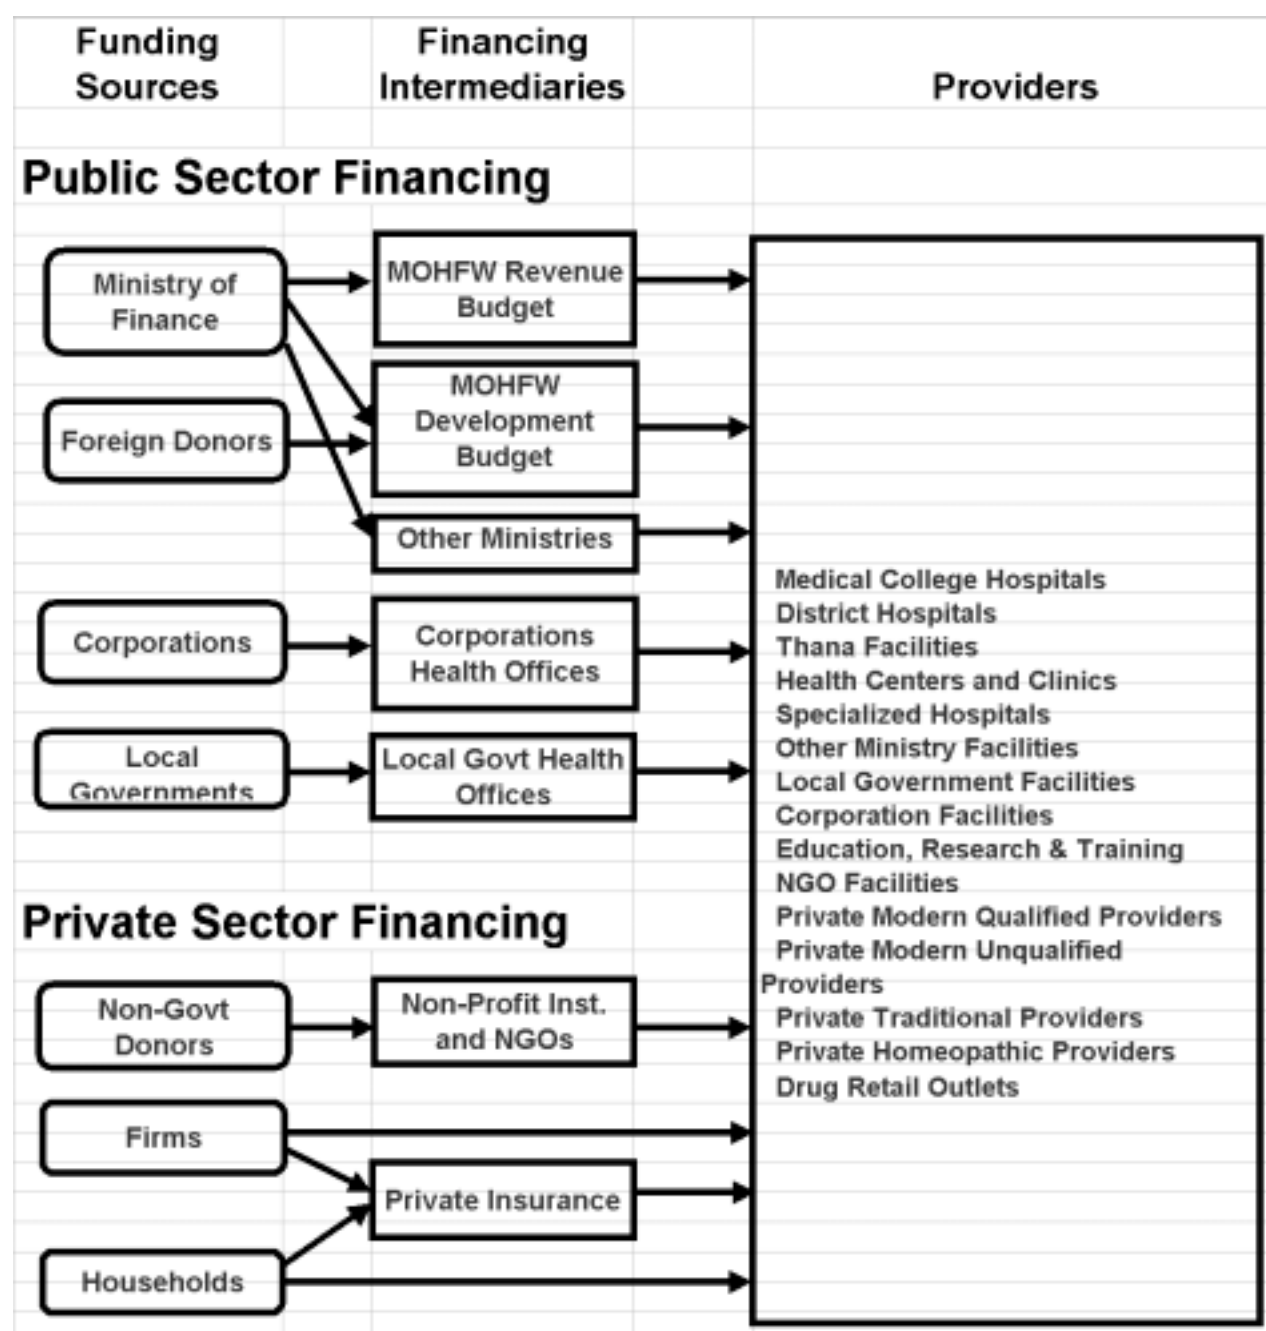 Funding
Sources
Financing
Intermediaries
Providers
Public Sector Financing
Ministry of
Finance
MOHFW Revenue
Budget
MOHFW
Development
Budget
Foreign Donors
Other Ministries
Corporations
Corporations
Health Offices
Local
Governments
Local Govt Health
Offices
Private Sector Financing
Non-Govt
Donors
Non-Profit Inst.
and NGOs
Firms
Private Insurance
Households
Medical College Hospitals
District Hospitals
Thana Facilities
Health Centers and Clinics
Specialized Hospitals
Other Ministry Facilities
Local Government Facilities
Corporation Facilities
Education, Research & Training
NGO Facilities
Private Modern Qualified Providers
Private Modern Unqualified
Providers
Private Traditional Providers
Private Homeopathic Providers
Drug Retail Outlets